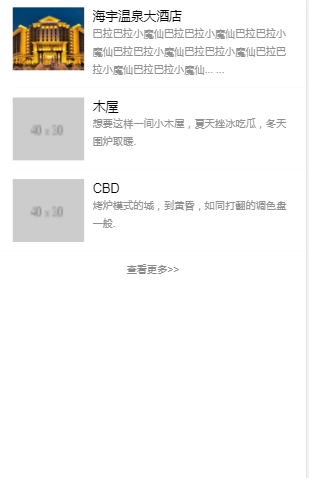 海宇温泉大酒店
巴拉巴拉小魔仙巴拉巴拉小魔仙巴拉巴拉小
魔仙巴拉巴拉小魔仙巴拉巴拉小魔仙巴拉巴
拉小魔仙巴拉巴拉小魔仙... ...
木屋
40 x 30
想要这样一间小木屋，夏天挫冰吃瓜，冬天
围炉取暖.
CBD
40 x 30
烤炉模式的城，到黄昏，如同打翻的调色盘
一般.
查看更多>>